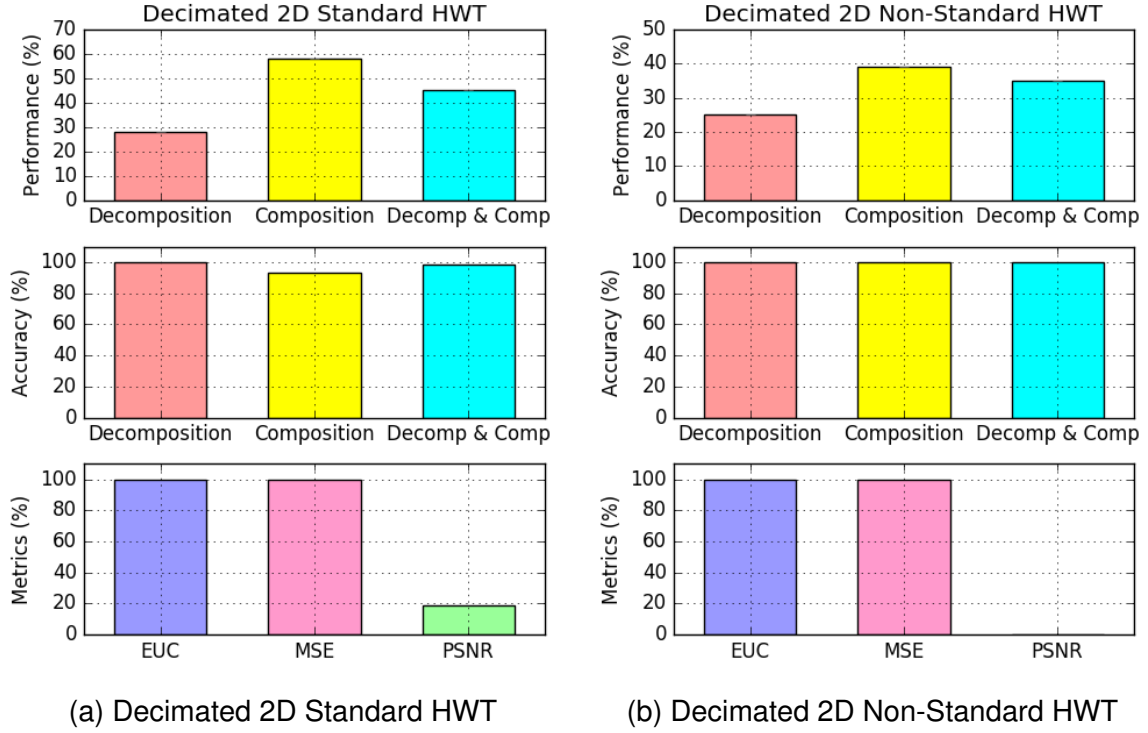 Decimated 2D Standard HWT
Performance (%)
70
60
50
40
30
20
10
0
Decomposition Composition Decomp & Comp
Accuracy (%)
100
80
60
40
20
0
Decomposition Composition Decomp & Comp
Metrics (%)
100
80
60
40
20
0
EUC MSE PSNR
(a) Decimated 2D Standard HWT
Decimated 2D Non-Standard HWT
Performance (%)
50
40
30
20
10
0
Decomposition Composition Decomp & Comp
Accuracy (%)
100
80
60
40
20
0
Decomposition Composition Decomp & Comp
Metrics (%)
100
80
60
40
20
0
EUC MSE PSNR
(b) Decimated 2D Non-Standard HWT